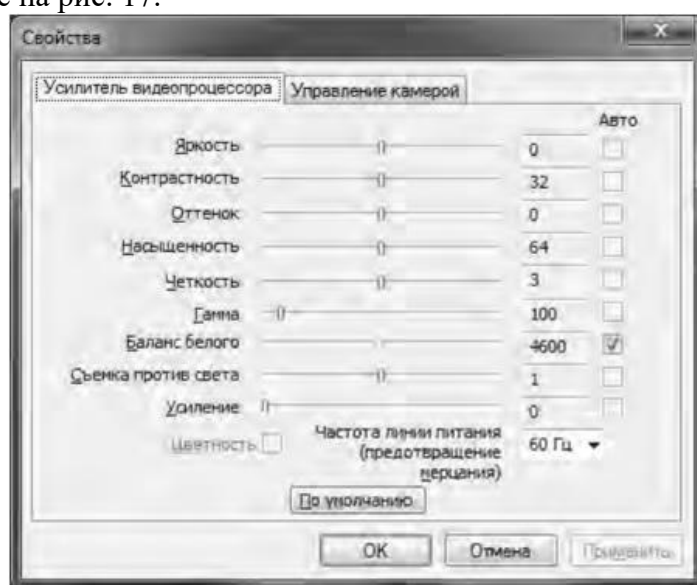 на рис. 17.
Свойства
Усилитель видеопроцессора Управление камерой
Авто
Яркость 0
Контрастность 32
Оттенок 0
Насыщенность 64
Четкость 3
Гамма 100
Баланс белого 4600
Съемка против света 1
Усиление 0
Цветность Частота линии питания (предотвращение мерцания) 60 Гц
По умолчанию
ОК Отмена Применить